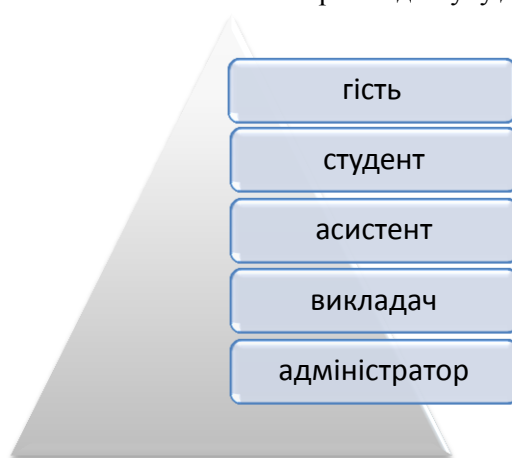 гість
студент
асистент
викладач
адміністратор